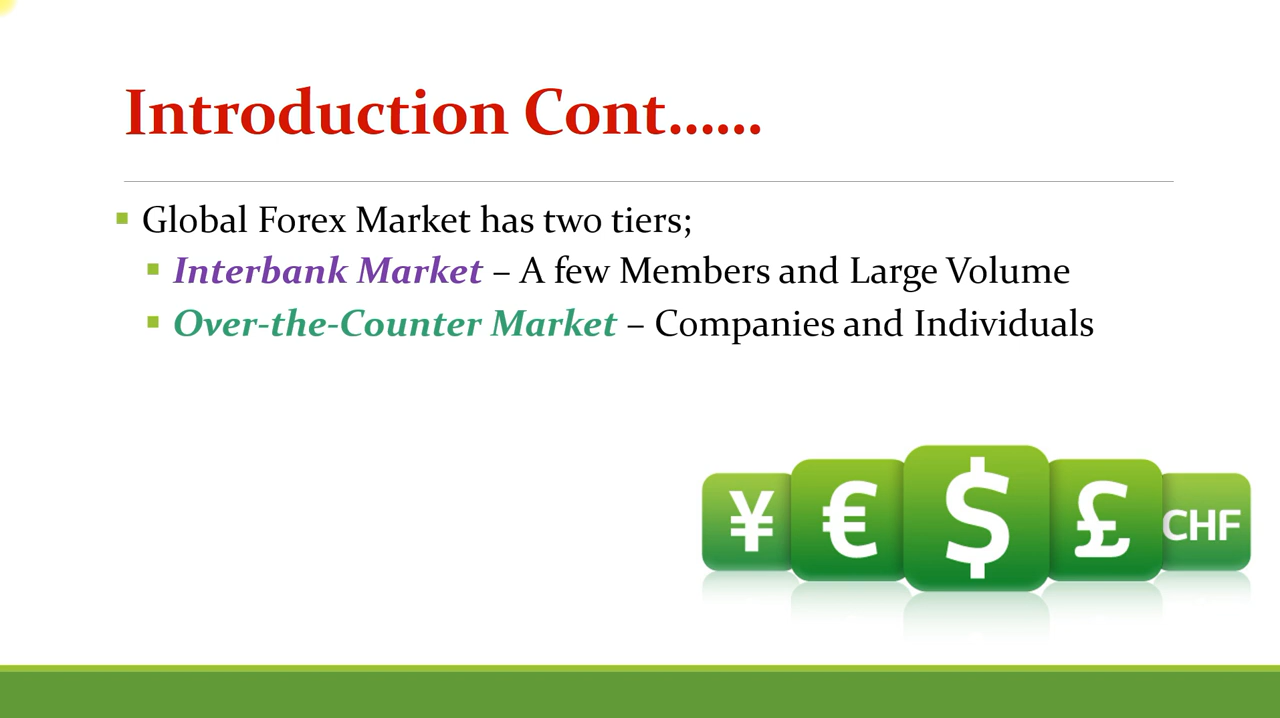 Introduction Cont......
Global Forex Market has two tiers;
Interbank Market – A few Members and Large Volume
Over-the-Counter Market – Companies and Individuals
¥ € $ £ CHF